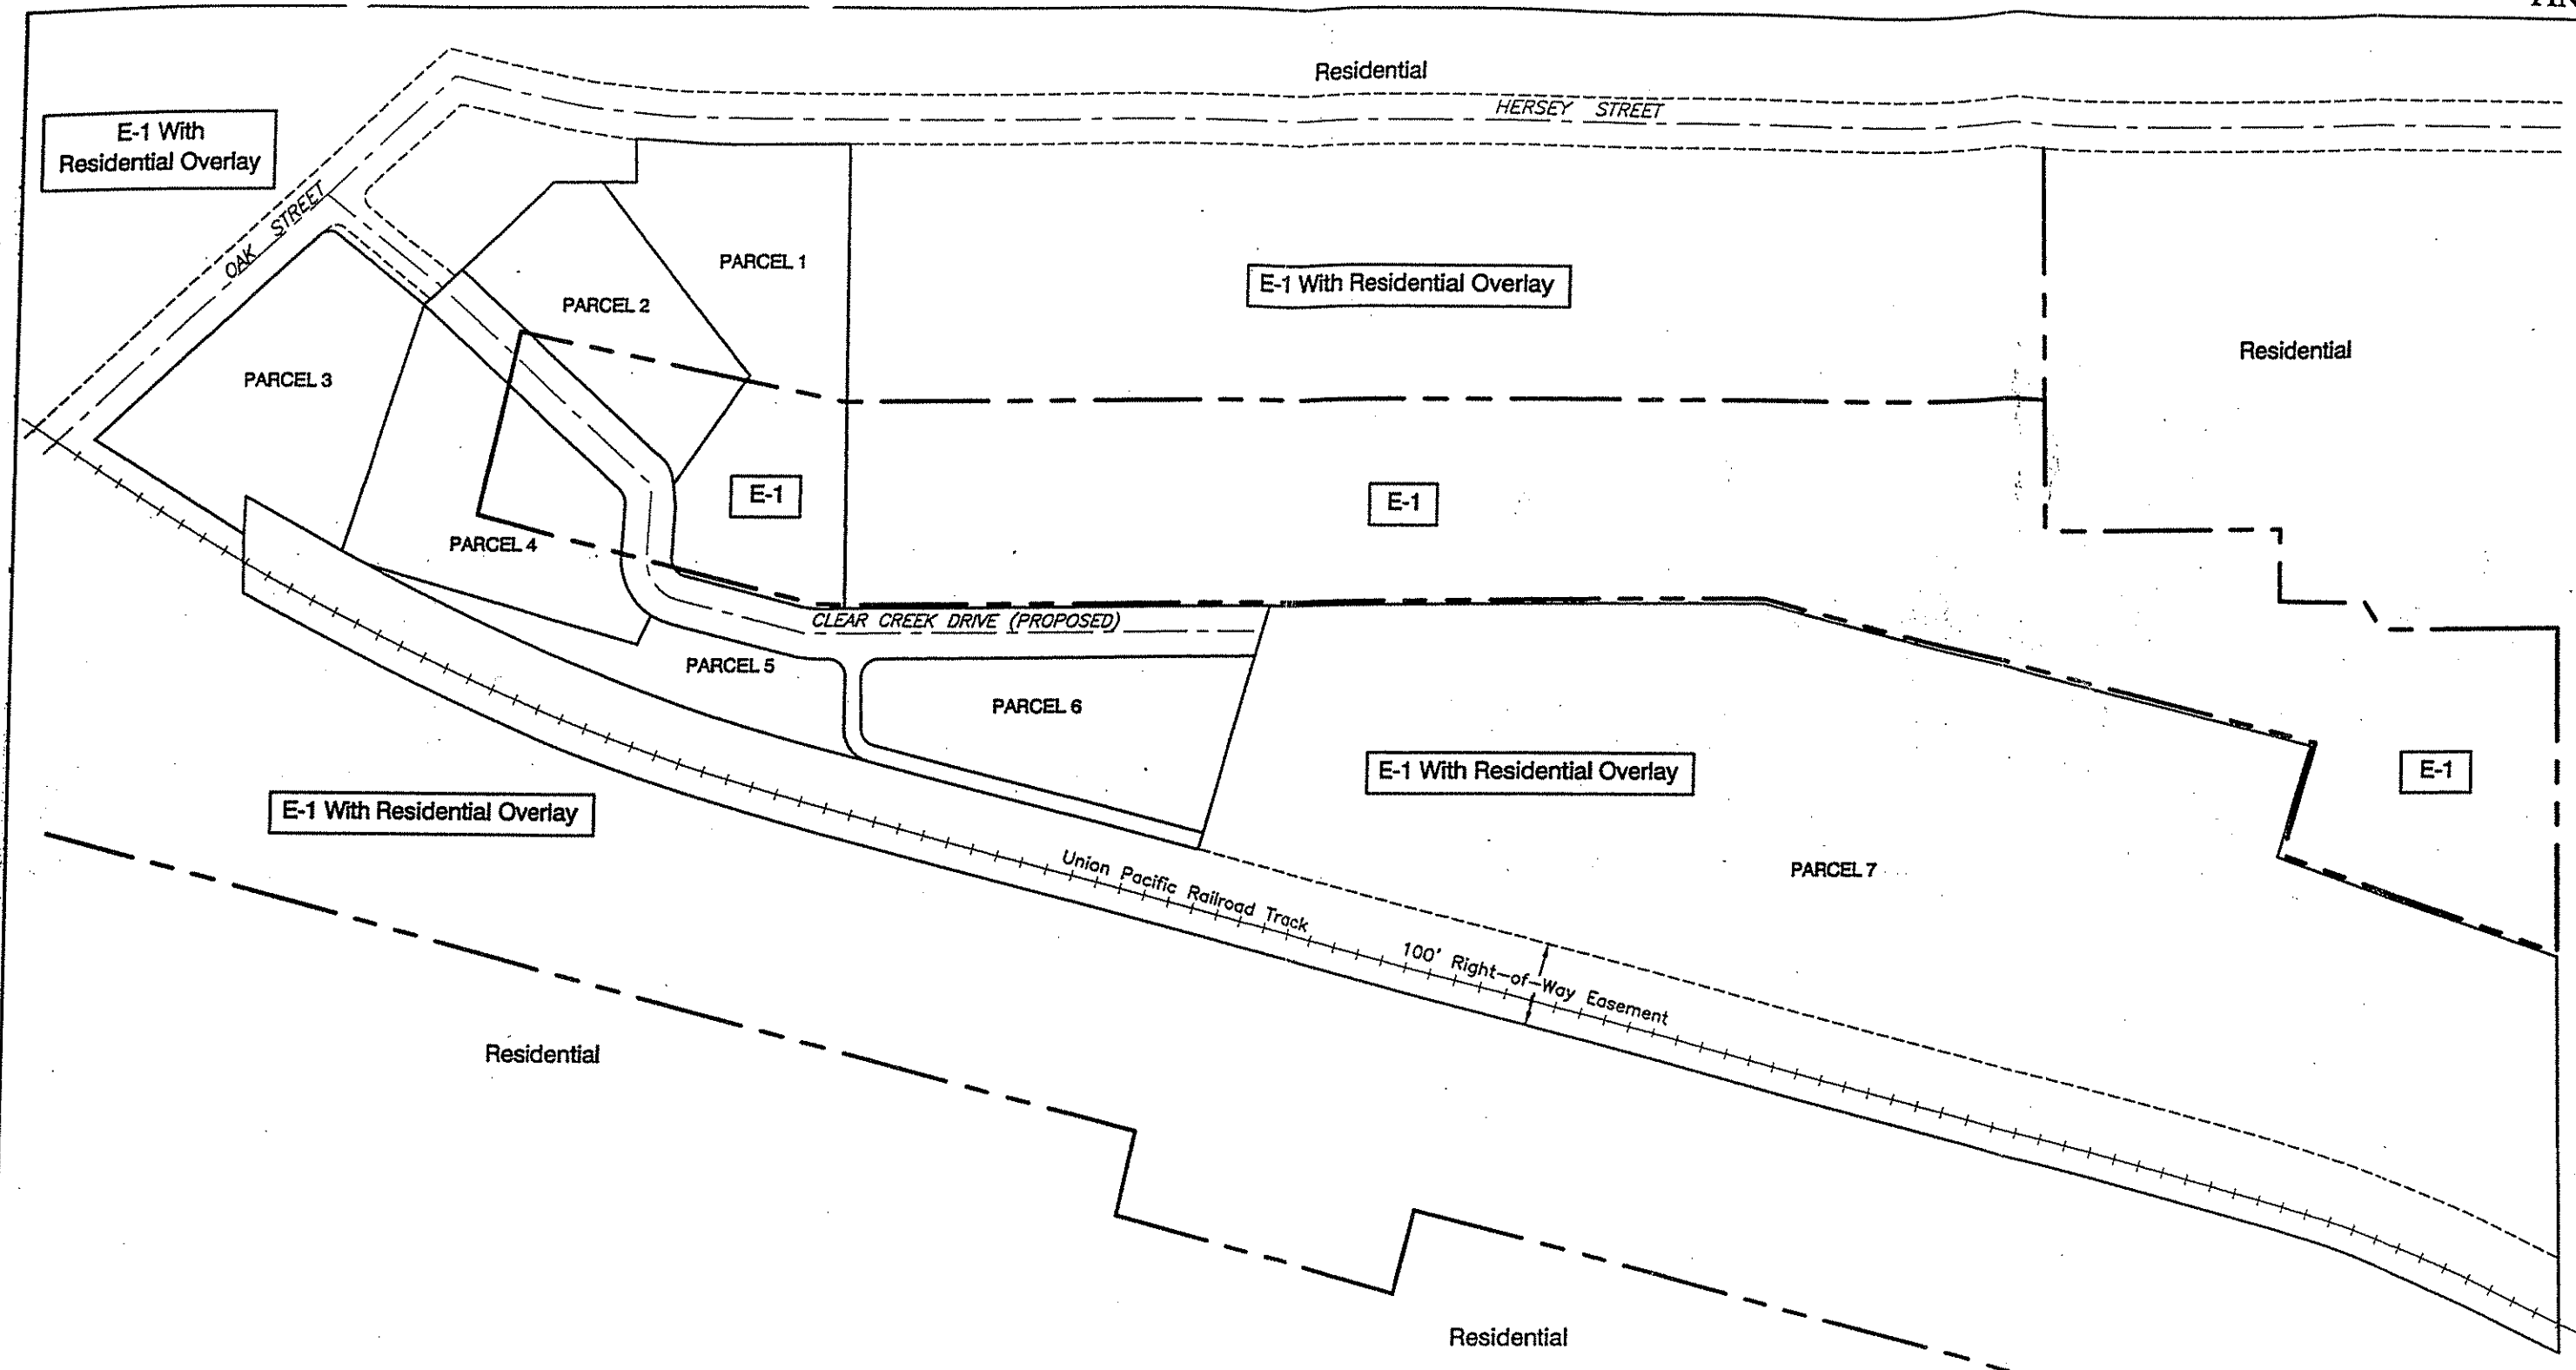 Residential
HERSEY STREET
E-1 With
Residential Overlay
OAK STREET
PARCEL 1
PARCEL 2
E-1 With Residential Overlay
Residential
PARCEL 3
E-1
E-1
PARCEL 4
CLEAR CREEK DRIVE (PROPOSED)
PARCEL 5
PARCEL 6
E-1 With Residential Overlay
E-1
E-1 With Residential Overlay
PARCEL 7
Union Pacific Railroad Track
100' Right-of-Way Easement
Residential
Residential